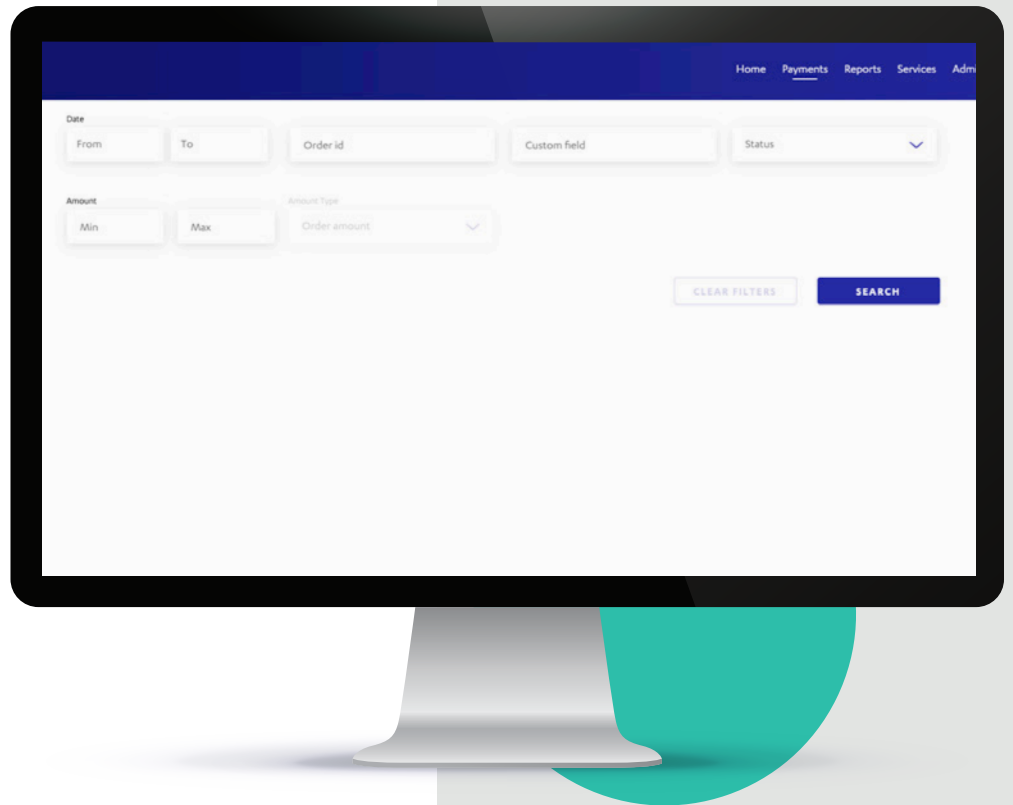 Home Payments Reports Services Admi
Date
From To Order id Custom field Status
Amount Amount Type
Min Max Order amount
CLEAR FILTERS SEARCH